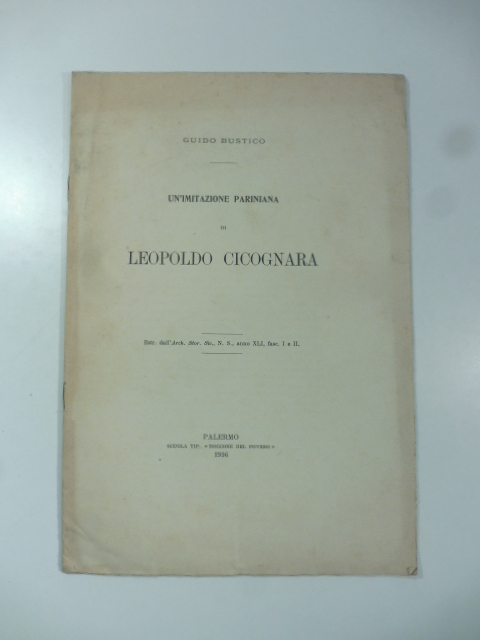 GUIDO BUSTICO
UN'IMITAZIONE PARINIANA
DI
LEOPOLDO CICOGNARA
Estr. dall'Arch. Stor. Sic., N. S., anno XLI, fasc. I e II.
PALERMO
SCUOLA TIP. «BOCCONE DEL POVERO»
1916